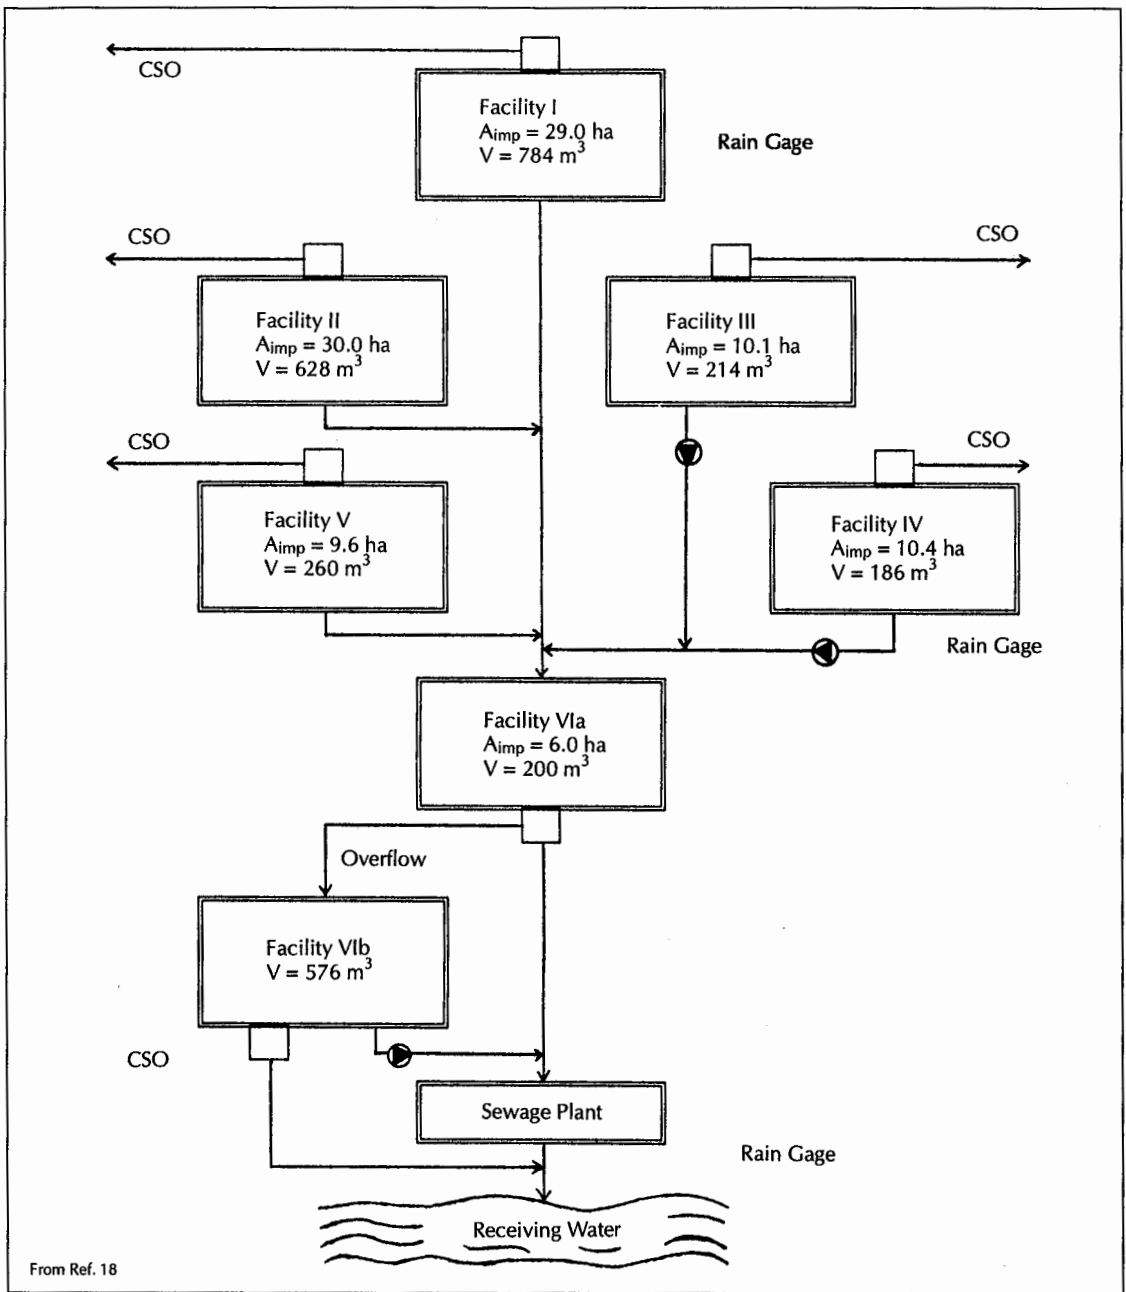 CSO
Facility I
Aimp = 29.0 ha
V = 784 m³
Rain Gage
CSO
CSO
Facility II
Aimp = 30.0 ha
V = 628 m³
Facility III
Aimp = 10.1 ha
V = 214 m³
CSO
CSO
Facility V
Aimp = 9.6 ha
V = 260 m³
Facility IV
Aimp = 10.4 ha
V = 186 m³
Rain Gage
Facility VIa
Aimp = 6.0 ha
V = 200 m³
Overflow
Facility VIb
V = 576 m³
CSO
Sewage Plant
Rain Gage
Receiving Water
From Ref. 18